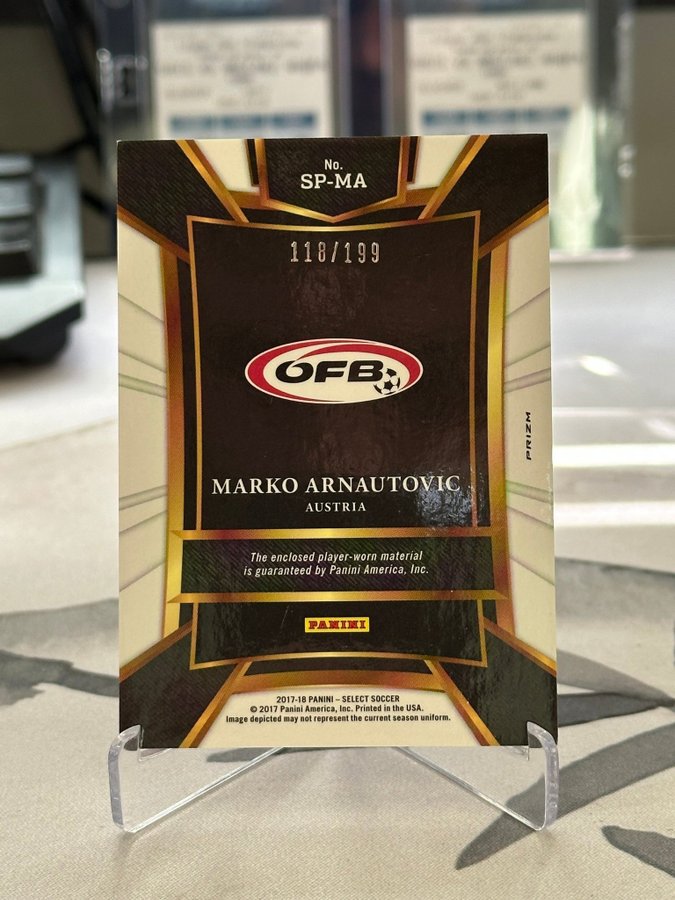 No.
SP-MA
118/199
ÖFB
PRIZM
MARKO ARNAUTOVIC
AUSTRIA
The enclosed player-worn material
is guaranteed by Panini America, Inc.
PANINI
2017-18 PANINI – SELECT SOCCER
© 2017 Panini America, Inc. Printed in the USA.
Image depicted may not represent the current season uniform.